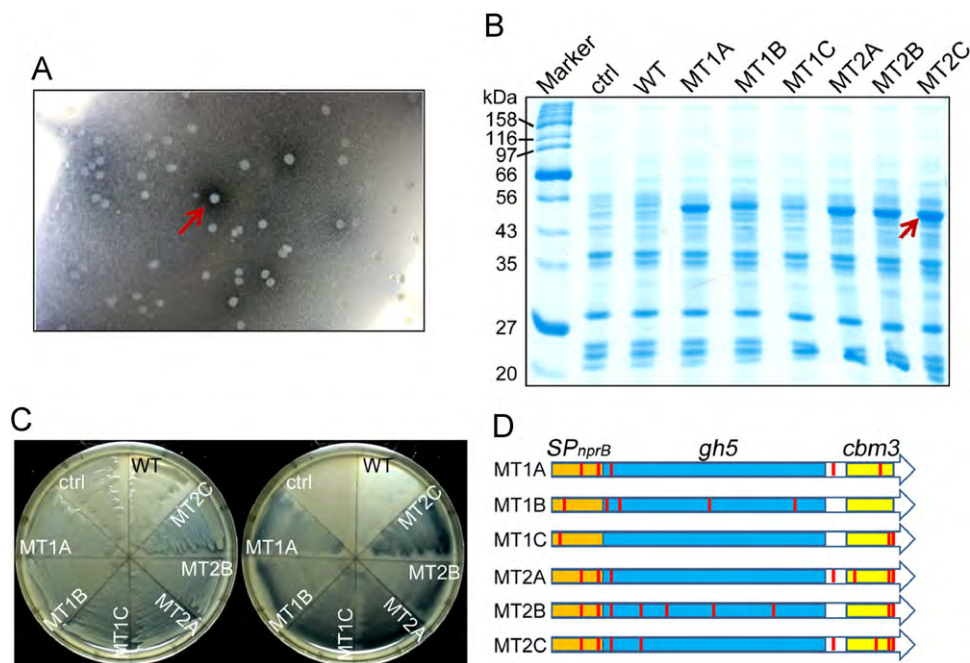 A
B
Marker
ctrl
WT
MT1A
MT1B
MT1C
MT2A
MT2B
MT2C
kDa
158
116
97
66
56
43
35
27
20
C
WT
ctrl
MT2C
MT1A
MT2B
MT1B
MT1C
MT2A
WT
ctrl
MT2C
MT1A
MT2B
MT1B
MT1C
MT2A
D
SPnprB gh5 cbm3
MT1A
MT1B
MT1C
MT2A
MT2B
MT2C